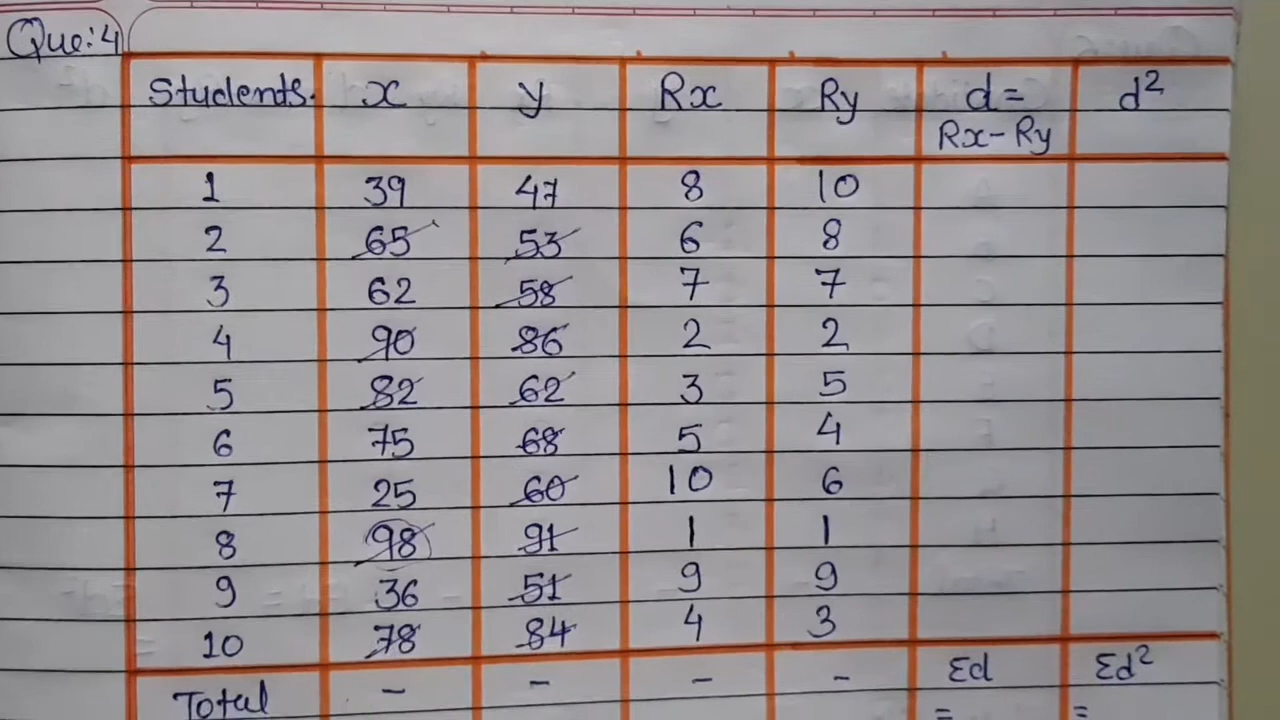 Que:4
Students. x y Rx Ry d = Rx - Ry d²
1 39 47 8 10
2 65 53 6 8
3 62 58 7 7
4 90 86 2 2
5 82 62 3 5
6 75 68 5 4
7 25 60 10 6
8 98 91 1 1
9 36 51 9 9
10 78 84 4 3
Total - - - - Σd = Σd² =